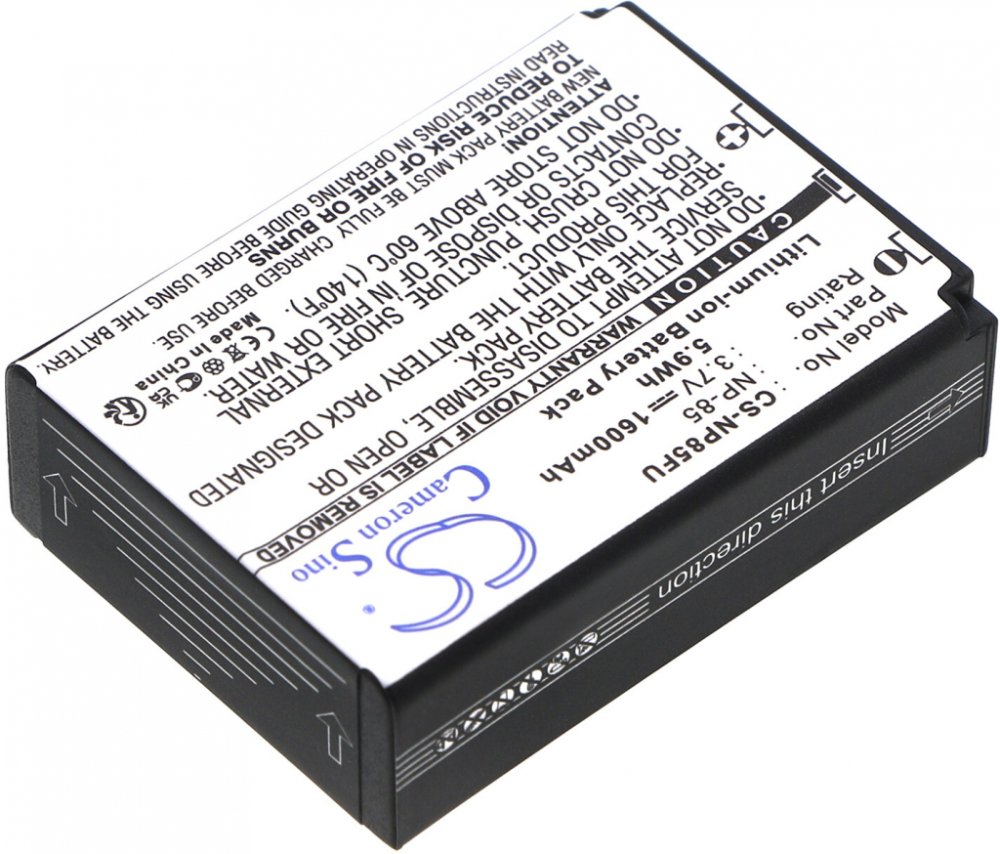 Model No. : CS-NP85FU
Part No. : NP-85
Rating : 3.7V 1600mAh
5.9Wh
Lithium-ion Battery Pack
CAUTION! WARRANTY VOID IF LABEL IS REMOVED
*DO NOT ATTEMPT TO DISASSEMBLE, OPEN OR
SERVICE THE BATTERY PACK.
*REPLACE ONLY WITH THE BATTERY PACK DESIGNATED
FOR THIS PRODUCT.
*DO NOT CRUSH, PUNCTURE, SHORT EXTERNAL
CONTACTS OR DISPOSE OF IN FIRE OR WATER.
*DO NOT STORE ABOVE 60°C (140°F).
ATTENTION!
NEW BATTERY PACK MUST BE FULLY CHARGED BEFORE USE.
TO REDUCE RISK OF FIRE OR BURNS
READ INSTRUCTIONS IN OPERATING GUIDE BEFORE USING THE BATTERY.
Made in China
CS
Cameron Sino
®
Insert this direction